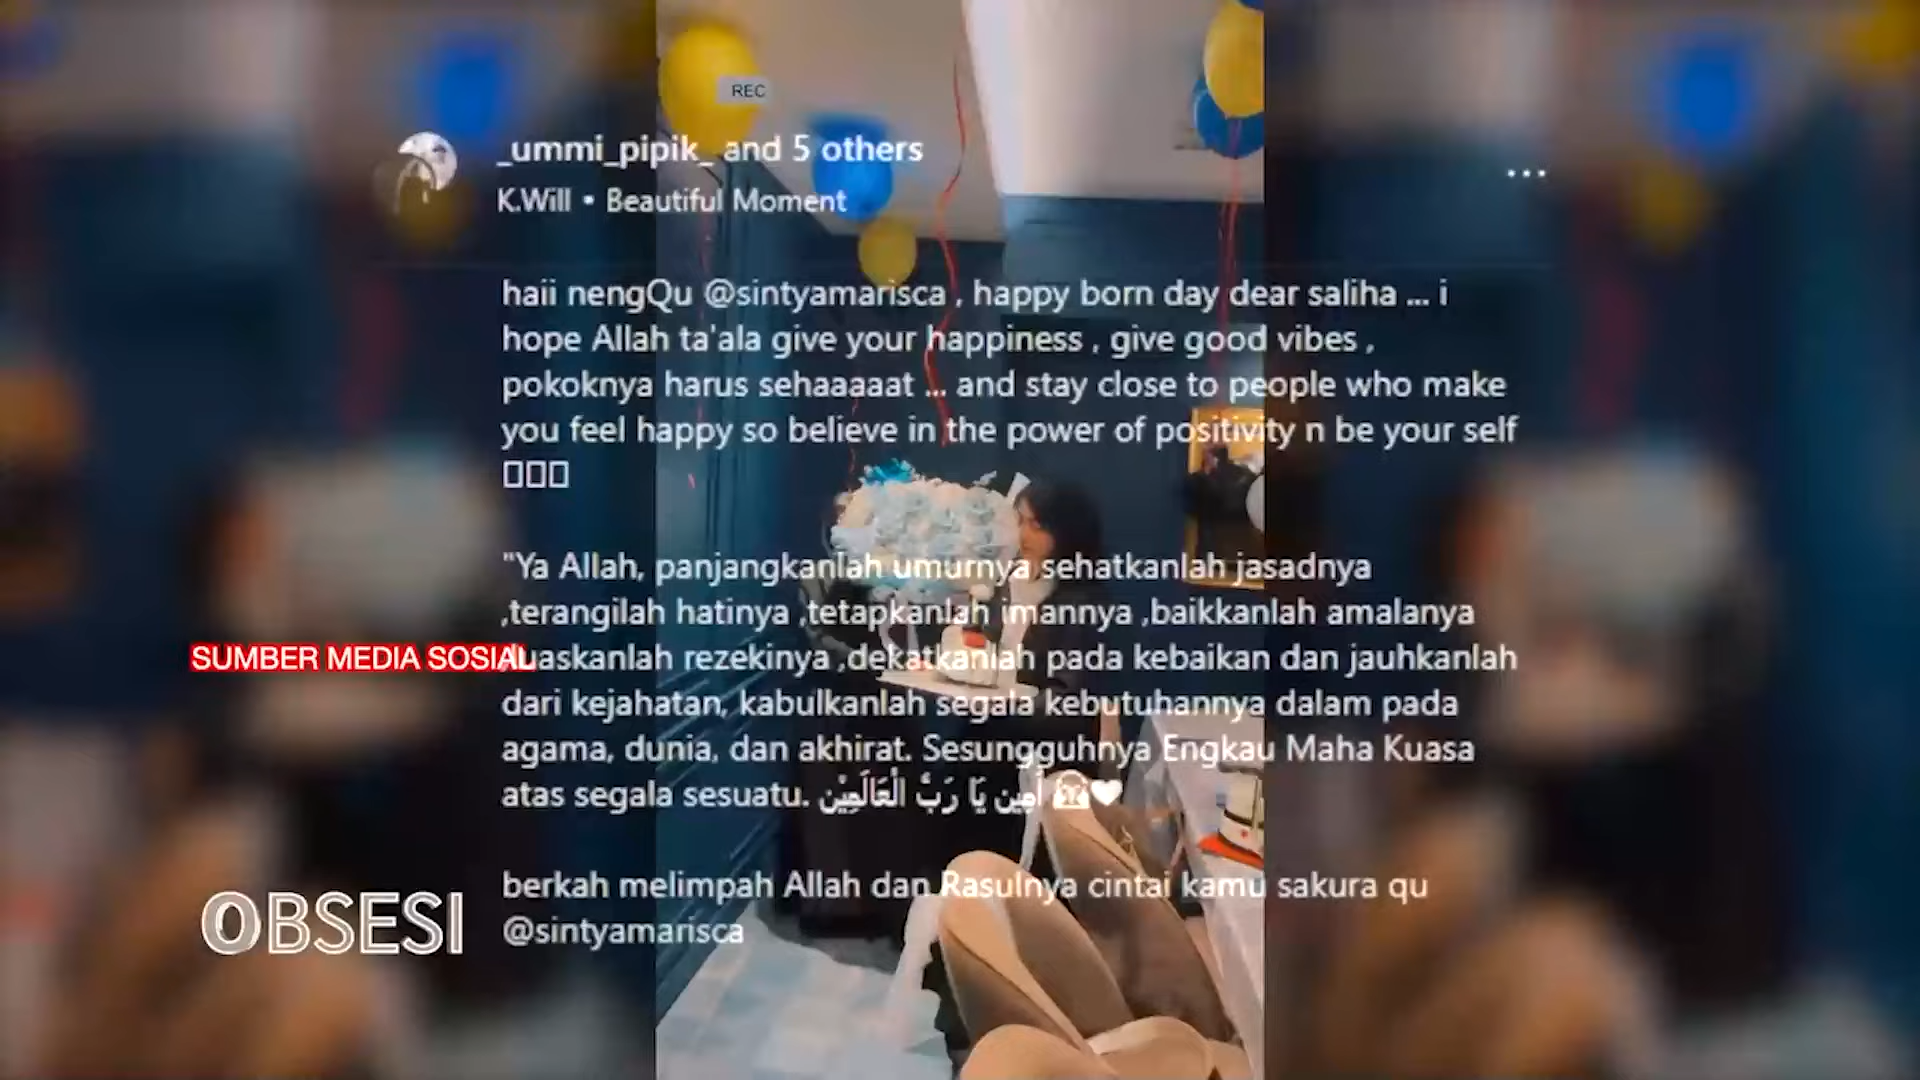 REC
_ummi_pipik_ and 5 others
K.Will • Beautiful Moment
haii nengQu @sintyamarisca , happy born day dear saliha ... i
hope Allah ta'ala give your happiness , give good vibes ,
pokoknya harus sehaaaaat ... and stay close to people who make
you feel happy so believe in the power of positivity n be your self
"Ya Allah, panjangkanlah umurnya sehatkanlah jasadnya
,terangilah hatinya ,tetapkanlah imannya ,baikkanlah amalanya
SUMBER MEDIA SOSIAL
,luaskanlah rezekinya ,dekatkanlah pada kebaikan dan jauhkanlah
dari kejahatan, kabulkanlah segala kebutuhannya dalam pada
agama, dunia, dan akhirat. Sesungguhnya Engkau Maha Kuasa
atas segala sesuatu. أٰمِيْن يَا رَبَّ الْعَالَمِيْن
berkah melimpah Allah dan Rasulnya cintai kamu sakura qu
@sintyamarisca
OBSESI